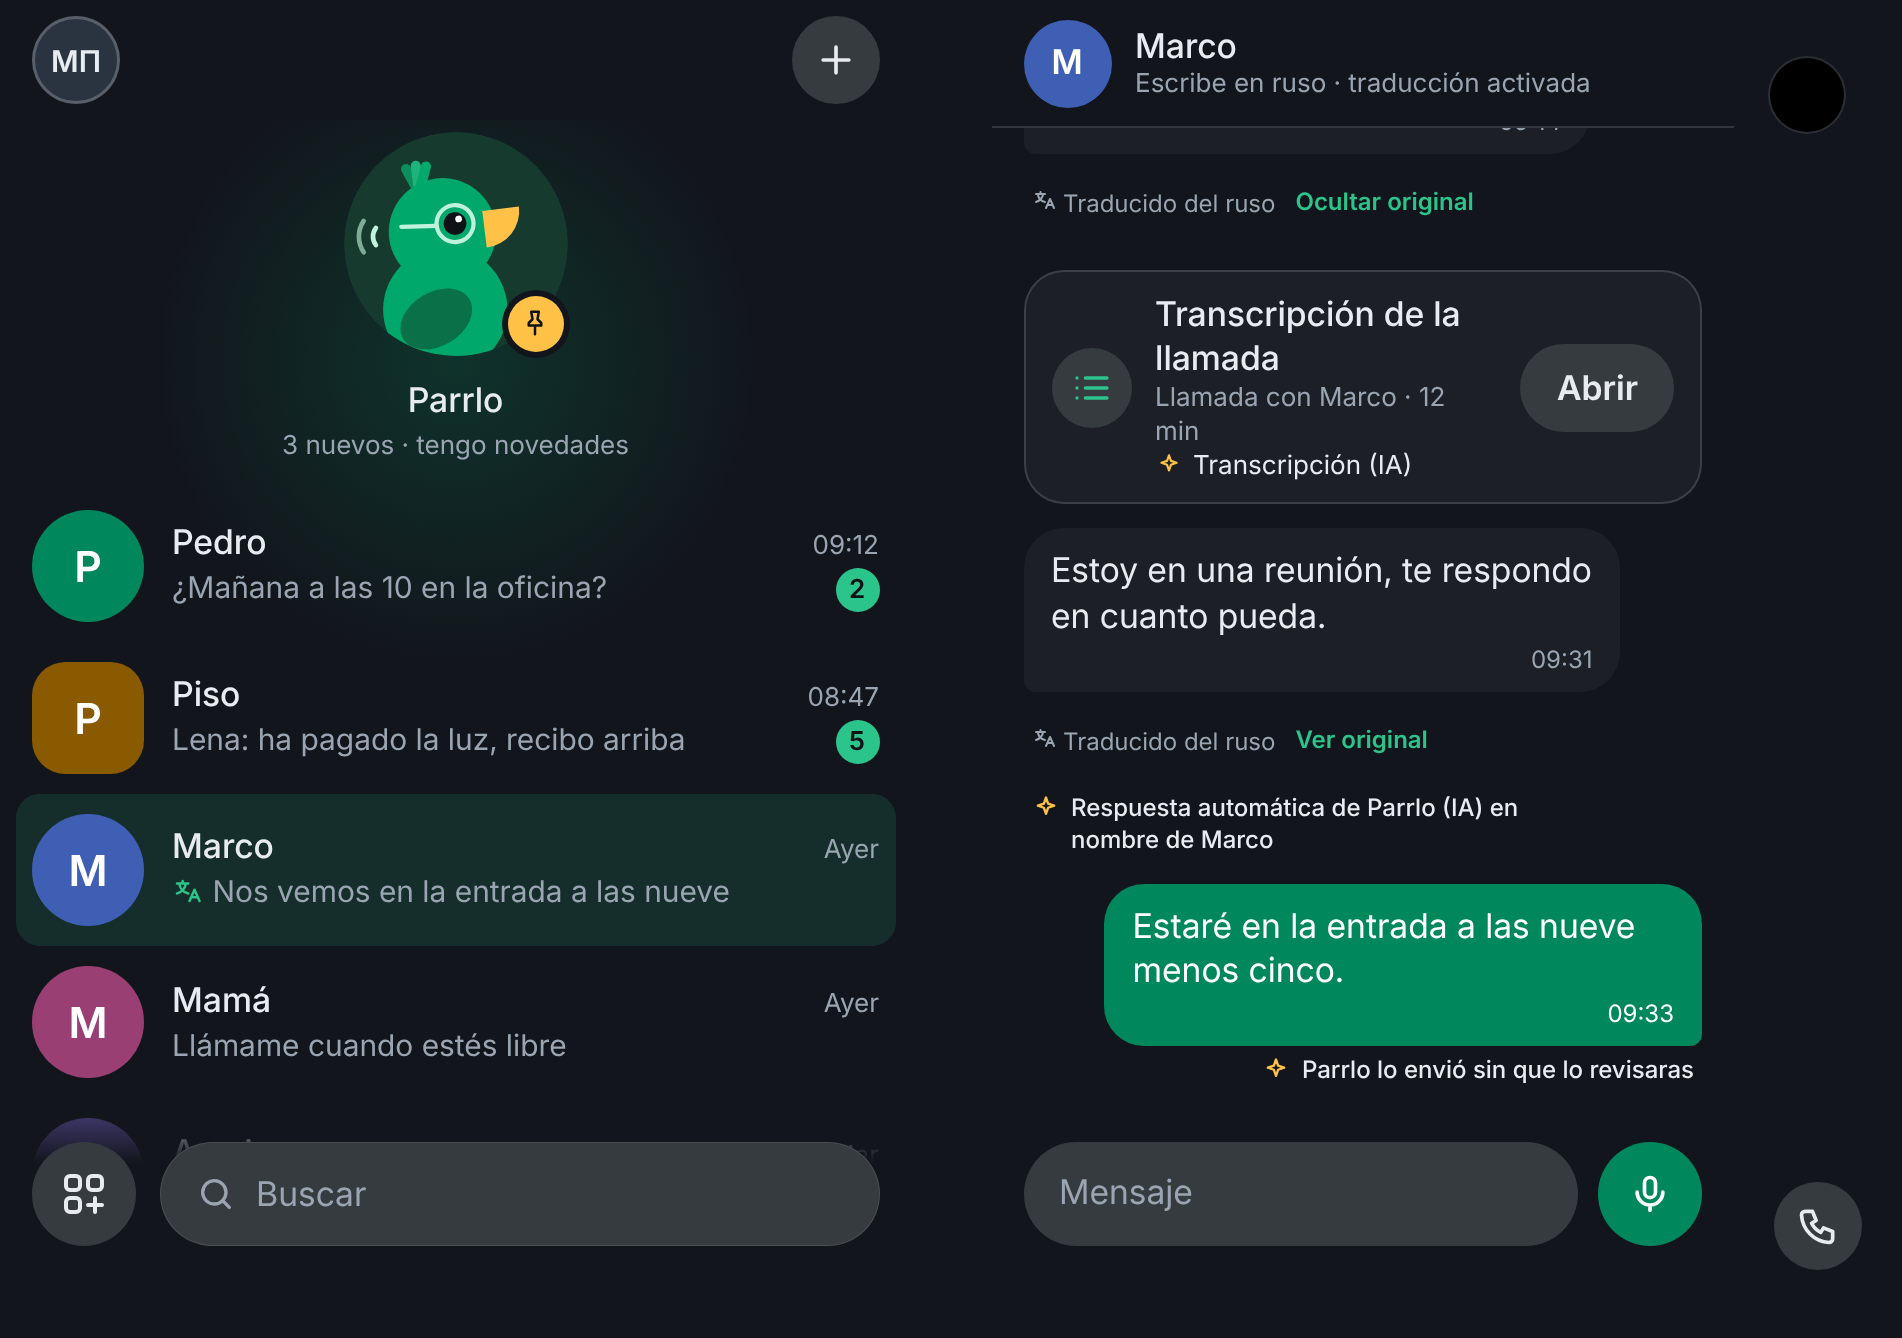 МП
Parrlo
3 nuevos · tengo novedades
P
Pedro
09:12
¿Mañana a las 10 en la oficina?
2
P
Piso
08:47
Lena: ha pagado la luz, recibo arriba
5
M
Marco
Ayer
Nos vemos en la entrada a las nueve
M
Mamá
Ayer
Llámame cuando estés libre
Buscar
M
Marco
Escribe en ruso · traducción activada
Traducido del ruso Ocultar original
Transcripción de la
llamada
Llamada con Marco · 12
min
Transcripción (IA)
Abrir
Estoy en una reunión, te respondo
en cuanto pueda.
09:31
Traducido del ruso Ver original
Respuesta automática de Parrlo (IA) en
nombre de Marco
Estaré en la entrada a las nueve
menos cinco.
09:33
Parrlo lo envió sin que lo revisaras
Mensaje